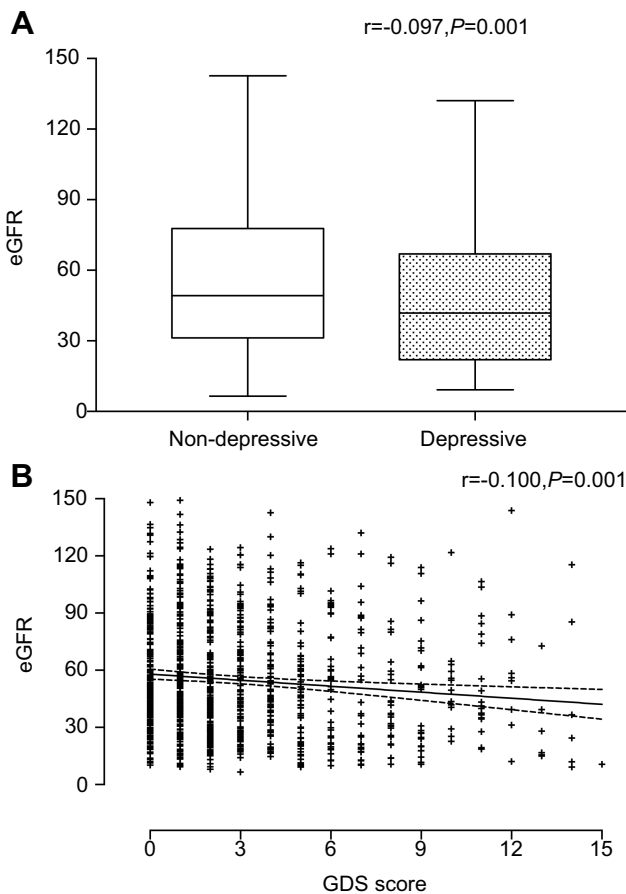 A
r=-0.097,P=0.001
150
120
90
60
30
0
eGFR
Non-depressive
Depressive
B
r=-0.100,P=0.001
150
120
90
60
30
0
eGFR
0 3 6 9 12 15
GDS score